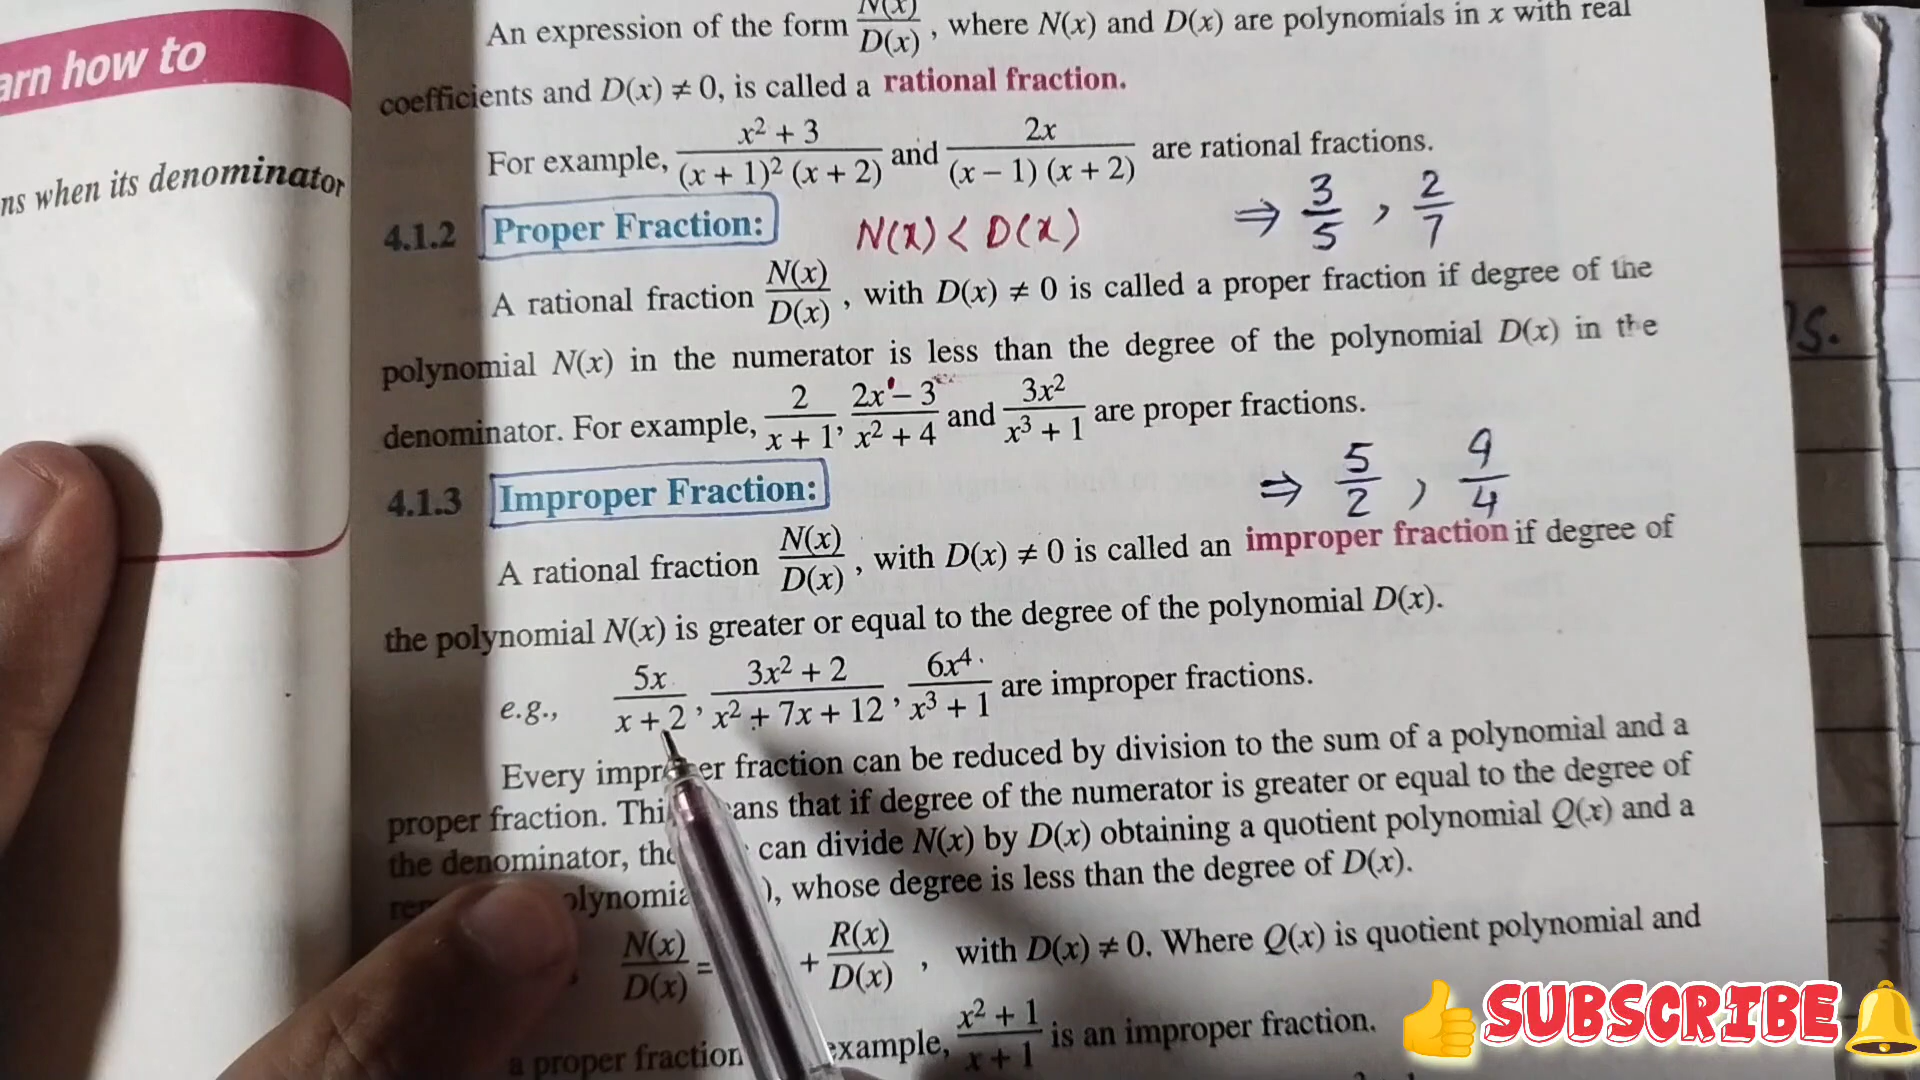 An expression of the form N(x)/D(x), where N(x) and D(x) are polynomials in x with real
arn how to
coefficients and D(x) ≠ 0, is called a rational fraction.
For example, x² + 3/(x + 1)² (x + 2) and 2x/(x – 1) (x + 2) are rational fractions.
ns when its denominator
4.1.2 Proper Fraction: N(x) < D(x) ⇒ 3/5 , 2/7
A rational fraction N(x)/D(x), with D(x) ≠ 0 is called a proper fraction if degree of the
polynomial N(x) in the numerator is less than the degree of the polynomial D(x) in the
denominator. For example, 2/x + 1, 2x – 3/x² + 4 and 3x²/x³ + 1 are proper fractions.
4.1.3 Improper Fraction: ⇒ 5/2 , 9/4
A rational fraction N(x)/D(x), with D(x) ≠ 0 is called an improper fraction if degree of
the polynomial N(x) is greater or equal to the degree of the polynomial D(x).
e.g., 5x/x + 2, 3x² + 2/x² + 7x + 12, 6x⁴/x³ + 1 are improper fractions.
Every improper fraction can be reduced by division to the sum of a polynomial and a
proper fraction. This means that if degree of the numerator is greater or equal to the degree of
the denominator, can divide N(x) by D(x) obtaining a quotient polynomial Q(x) and a
whose degree is less than the degree of D(x).
N(x)/D(x) = + R(x)/D(x) , with D(x) ≠ 0. Where Q(x) is quotient polynomial and
a proper fraction example, x² + 1/x + 1 is an improper fraction.
SUBSCRIBE